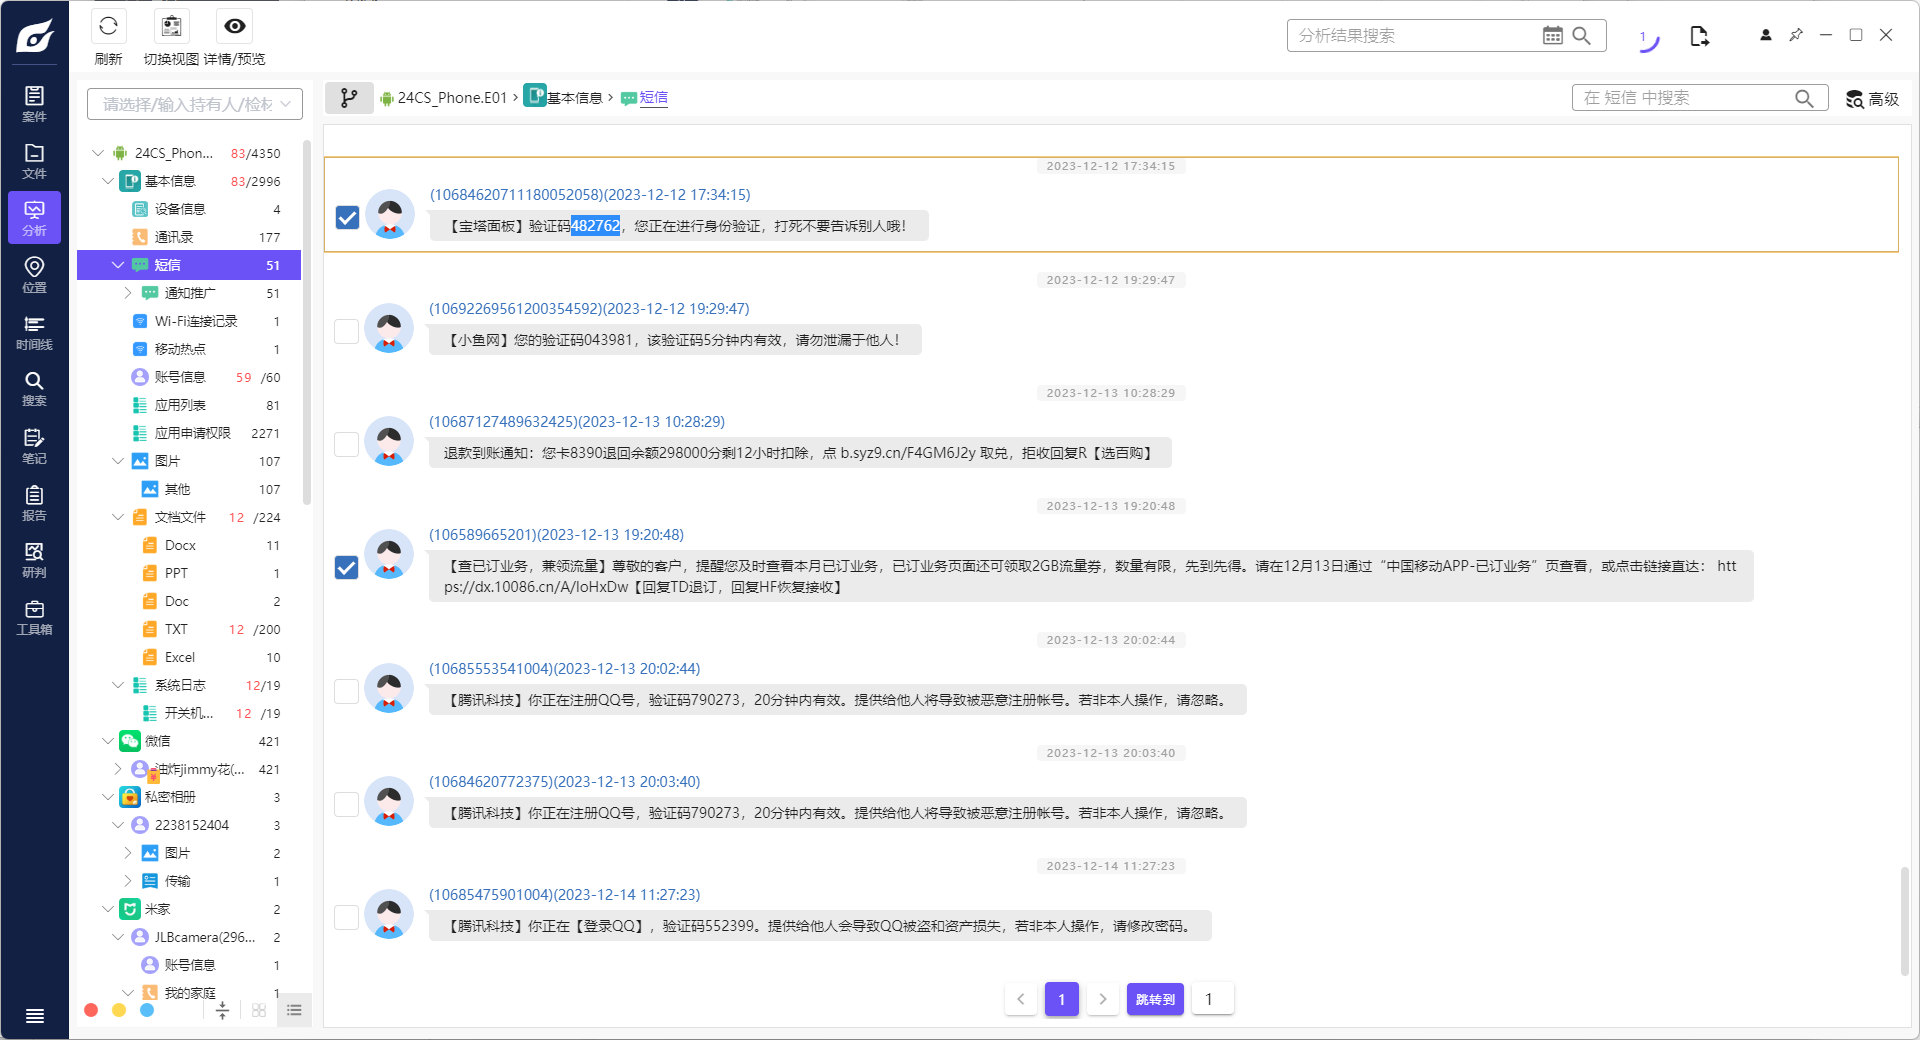 刷新
切换视图
详情/预览
分析结果搜索
1
案件
文件
分析
位置
时间线
搜索
笔记
报告
研判
工具箱
请选择/输入持有人/检材
24CS_Phon... 83/4350
基本信息 83/2996
设备信息 4
通讯录 177
短信 51
通知推广 51
Wi-Fi连接记录 1
移动热点 1
账号信息 59 /60
应用列表 81
应用申请权限 2271
图片 107
其他 107
文档文件 12 /224
Docx 11
PPT 1
Doc 2
TXT 12 /200
Excel 10
系统日志 12/19
开关机... 12 /19
微信 421
油炸jimmy花(... 421
私密相册 3
2238152404 3
图片 2
传输 1
米家 2
JLBcamera(296... 2
账号信息 1
我的家庭 1
24CS_Phone.E01 › 基本信息 › 短信
在 短信 中搜索
高级
2023-12-12 17:34:15
(10684620711180052058)(2023-12-12 17:34:15)
【宝塔面板】验证码482762，您正在进行身份验证，打死不要告诉别人哦！
2023-12-12 19:29:47
(10692269561200354592)(2023-12-12 19:29:47)
【小鱼网】您的验证码043981，该验证码5分钟内有效，请勿泄漏于他人！
2023-12-13 10:28:29
(10687127489632425)(2023-12-13 10:28:29)
退款到账通知：您卡8390退回余额298000分剩12小时扣除，点 b.syz9.cn/F4GM6J2y 取兑，拒收回复R【选百购】
2023-12-13 19:20:48
(106589665201)(2023-12-13 19:20:48)
【查已订业务，兼领流量】尊敬的客户，提醒您及时查看本月已订业务，已订业务页面还可领取2GB流量券，数量有限，先到先得。请在12月13日通过“中国移动APP-已订业务”页查看，或点击链接直达： htt
ps://dx.10086.cn/A/IoHxDw【回复TD退订，回复HF恢复接收】
2023-12-13 20:02:44
(10685553541004)(2023-12-13 20:02:44)
【腾讯科技】你正在注册QQ号，验证码790273，20分钟内有效。提供给他人将导致被恶意注册帐号。若非本人操作，请忽略。
2023-12-13 20:03:40
(10684620772375)(2023-12-13 20:03:40)
【腾讯科技】你正在注册QQ号，验证码790273，20分钟内有效。提供给他人将导致被恶意注册帐号。若非本人操作，请忽略。
2023-12-14 11:27:23
(10685475901004)(2023-12-14 11:27:23)
【腾讯科技】你正在【登录QQ】，验证码552399。提供给他人会导致QQ被盗和资产损失，若非本人操作，请修改密码。
1
跳转到
1